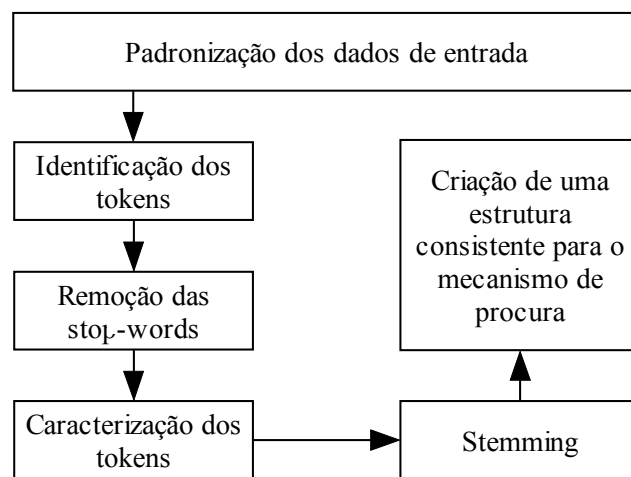 Padronização dos dados de entrada
Identificação dos
tokens
Remoção das
stop-words
Caracterização dos
tokens
Stemming
Criação de uma
estrutura
consistente para o
mecanismo de
procura